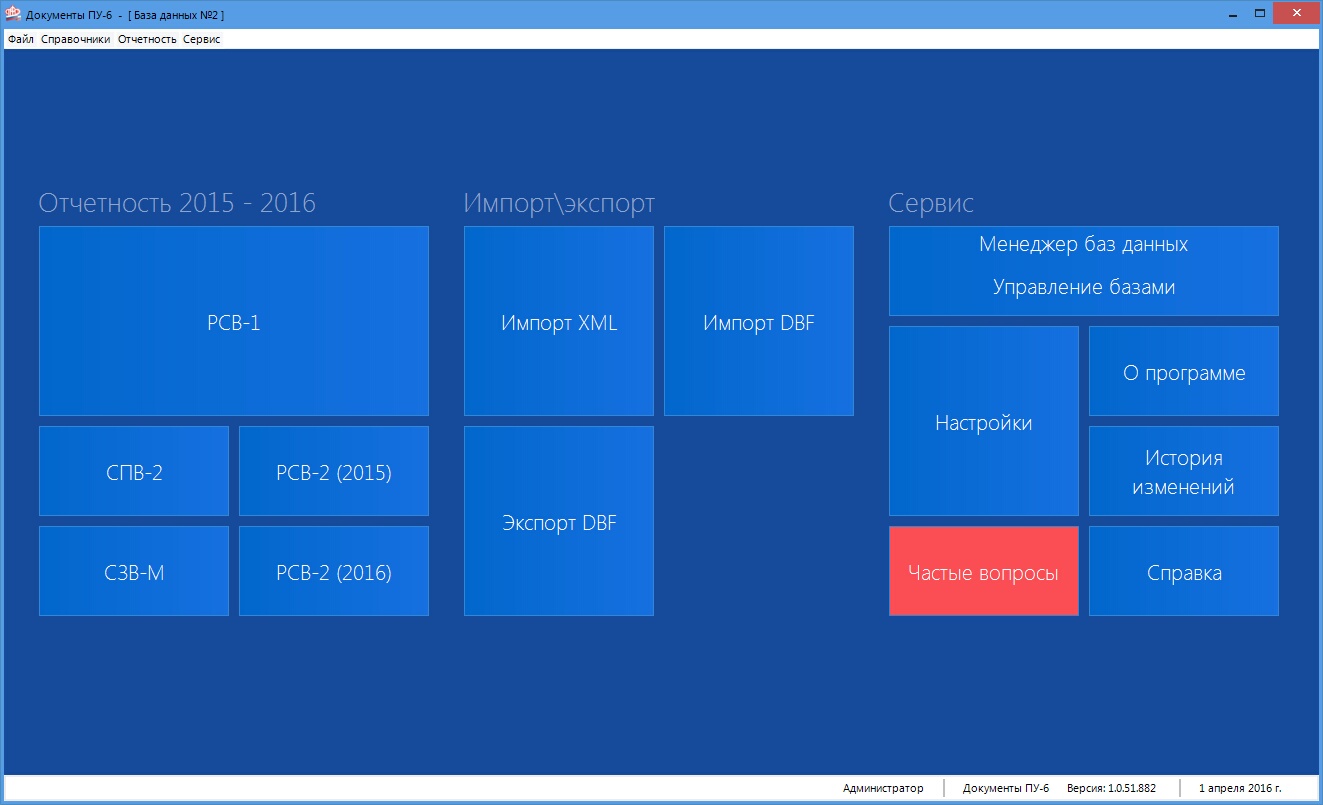 Документы ПУ-6 - [ База данных №2 ]
Файл Справочники Отчетность Сервис
Отчетность 2015 - 2016
РСВ-1
СПВ-2
РСВ-2 (2015)
СЗВ-М
РСВ-2 (2016)
Импорт\экспорт
Импорт XML
Импорт DBF
Экспорт DBF
Сервис
Менеджер баз данных
Управление базами
Настройки
О программе
История
изменений
Частые вопросы
Справка
Администратор Документы ПУ-6 Версия: 1.0.51.882 1 апреля 2016 г.